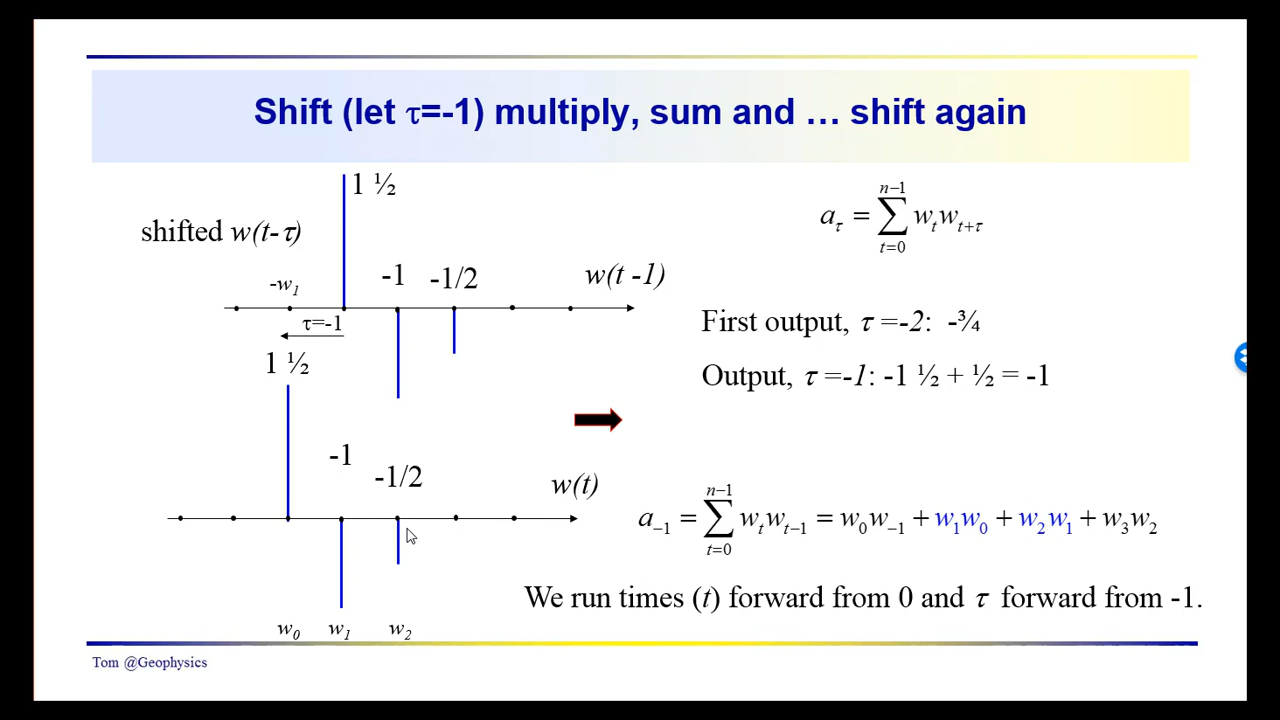 Shift (let τ=-1) multiply, sum and … shift again
1 ½
shifted w(t-τ)
-w₁
-1
-1/2
w(t -1)
τ=-1
1 ½
-1
-1/2
w(t)
w₀ w₁ w₂
a_τ = ∑_{t=0}^{n−1} w_t w_{t+τ}
First output, τ =-2: -¾
Output, τ =-1: -1 ½ + ½ = -1
a_{−1} = ∑_{t=0}^{n−1} w_t w_{t−1} = w₀w_{−1} + w₁w₀ + w₂w₁ + w₃w₂
We run times (t) forward from 0 and τ forward from -1.
Tom @Geophysics